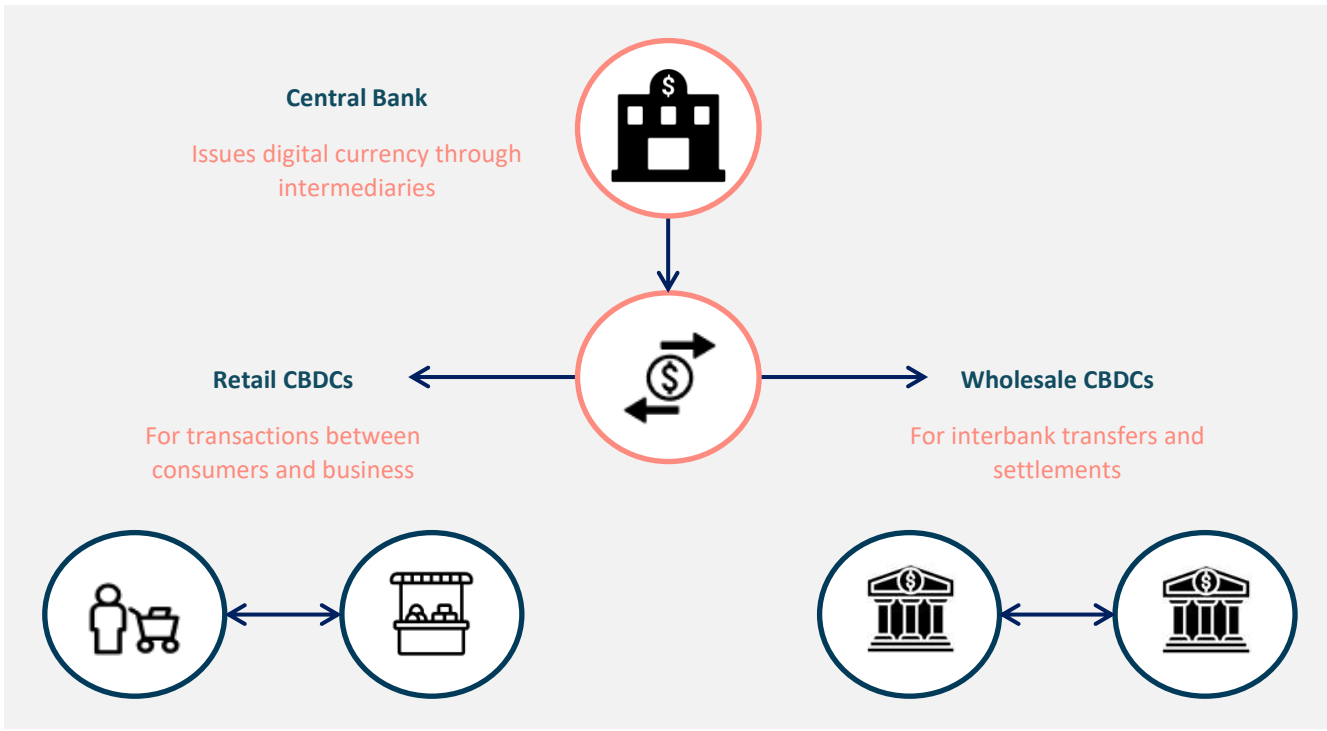 $
Central Bank
Issues digital currency through
intermediaries
$
Retail CBDCs
Wholesale CBDCs
For transactions between
consumers and business
For interbank transfers and
settlements
$
$